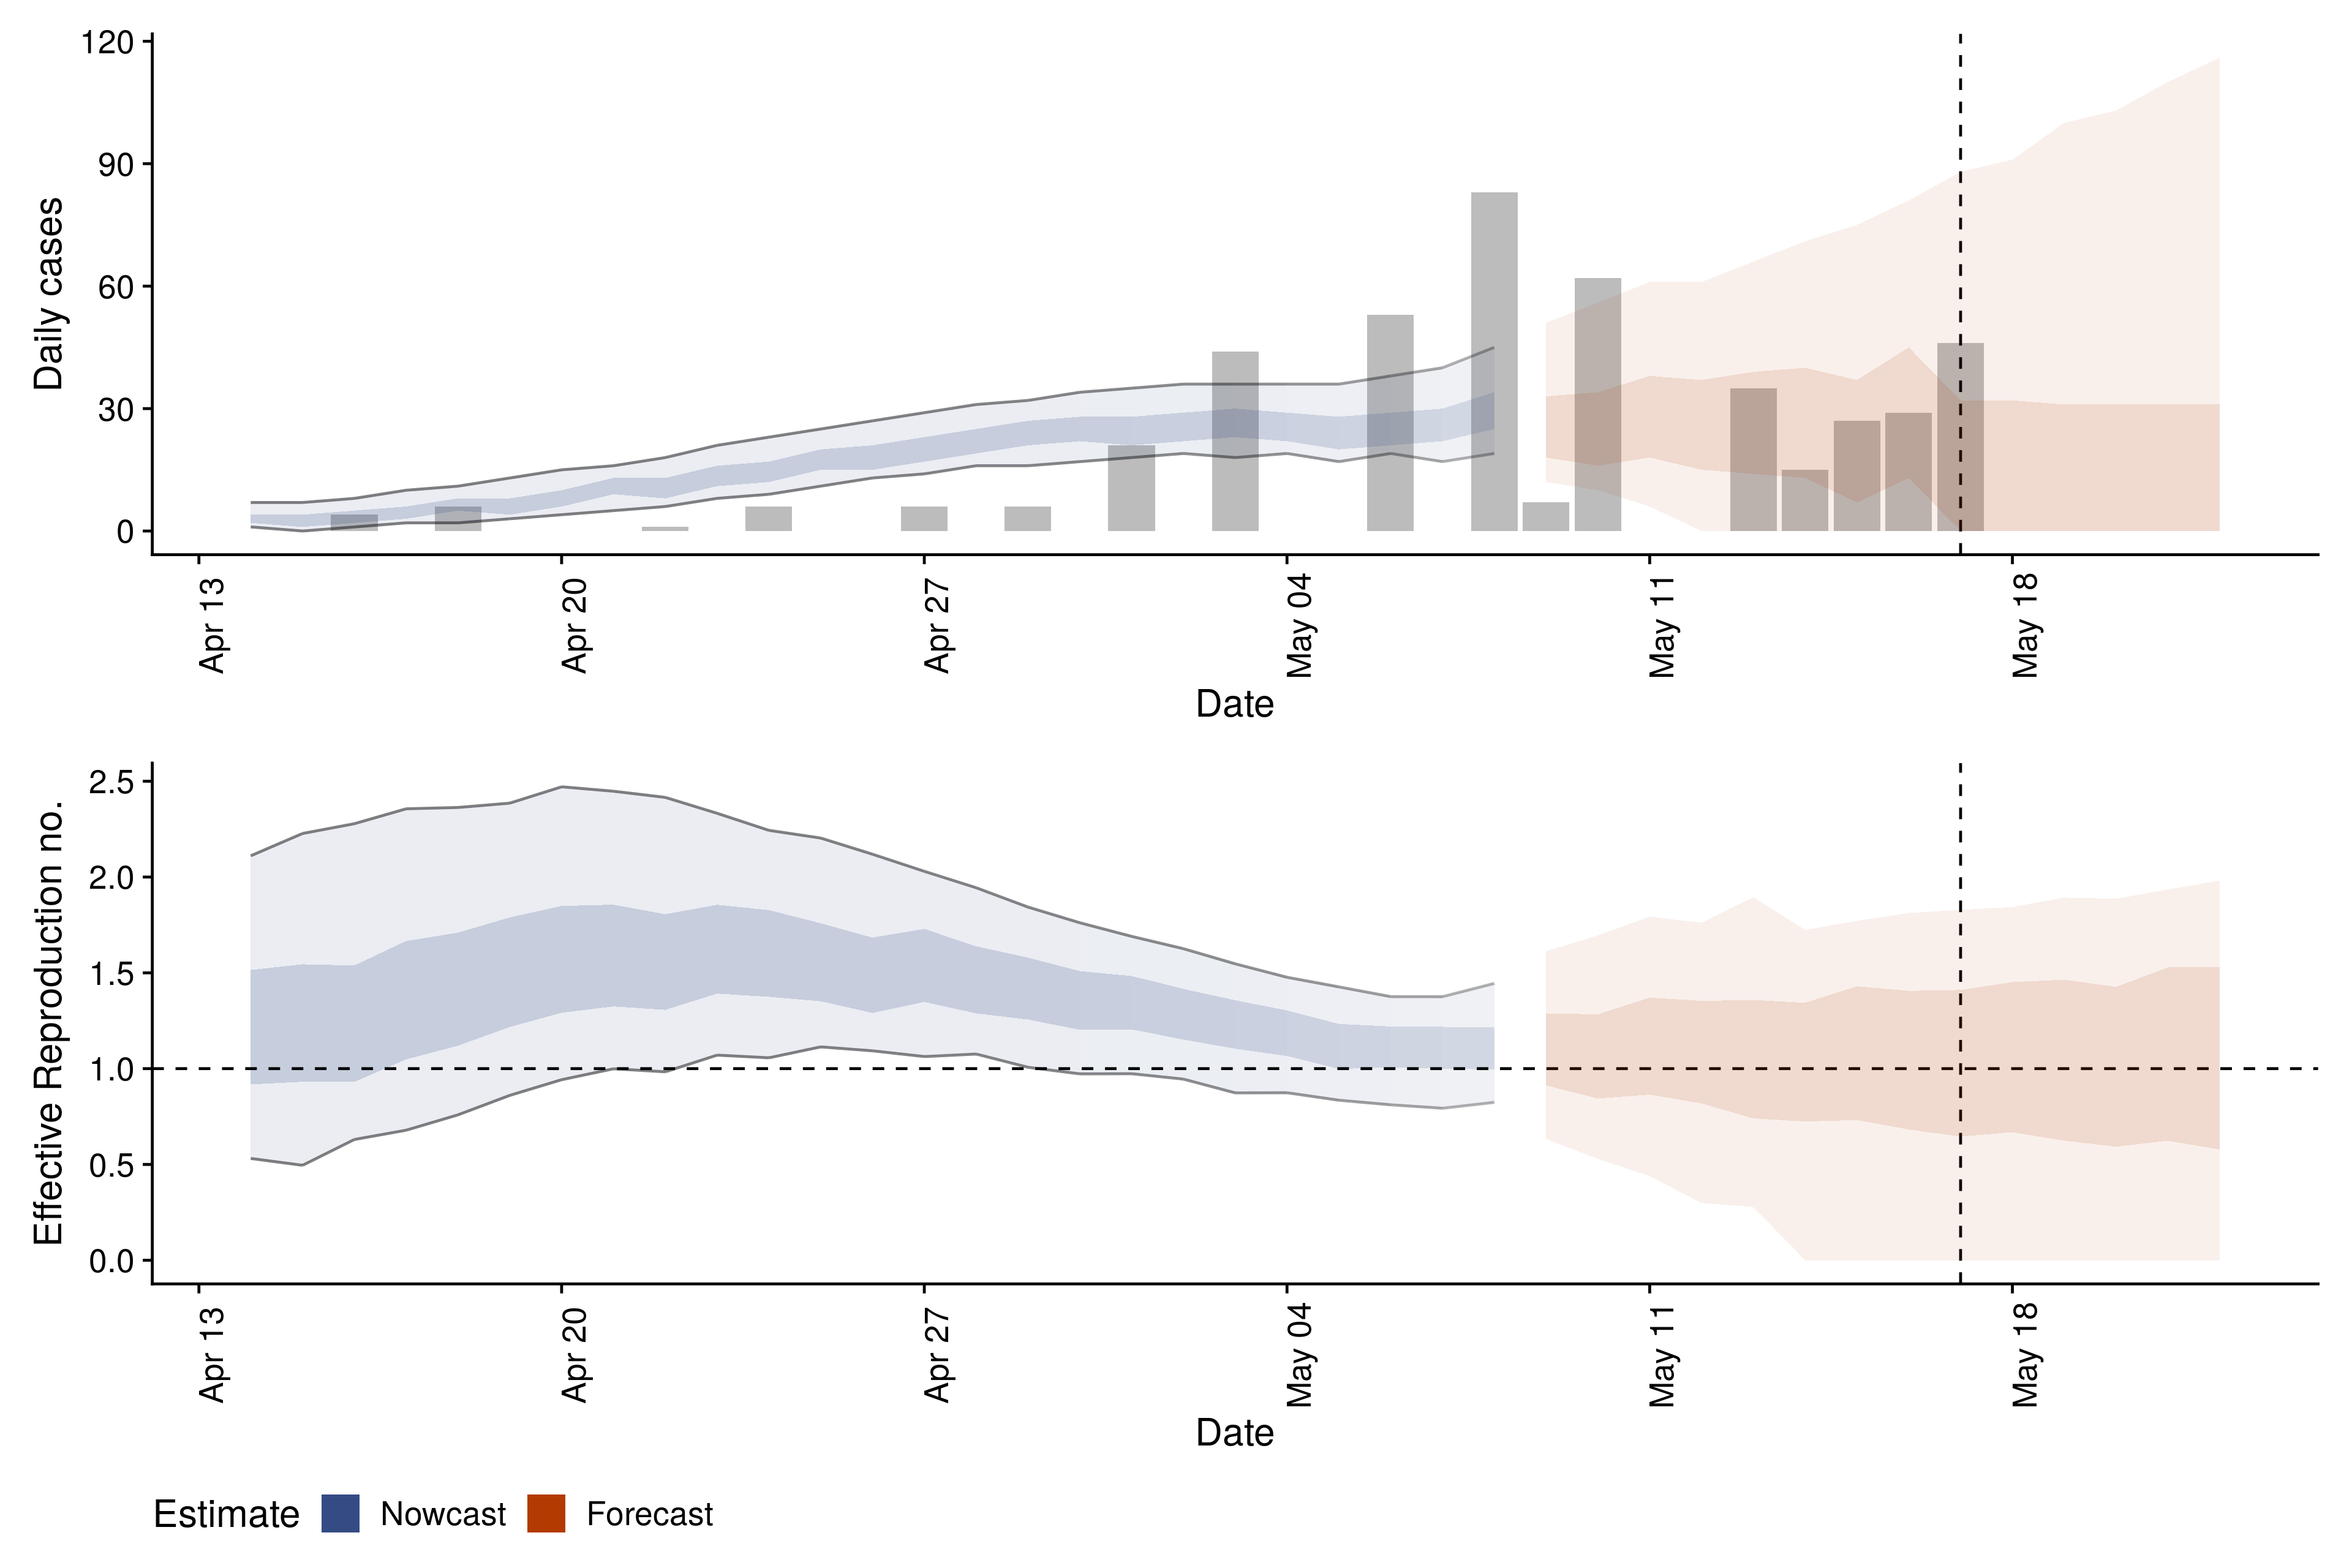 120
90
60
30
0
Daily cases
Apr 13
Apr 20
Apr 27
May 04
May 11
May 18
Date
2.5
2.0
1.5
1.0
0.5
0.0
Effective Reproduction no.
Apr 13
Apr 20
Apr 27
May 04
May 11
May 18
Date
Estimate Nowcast Forecast